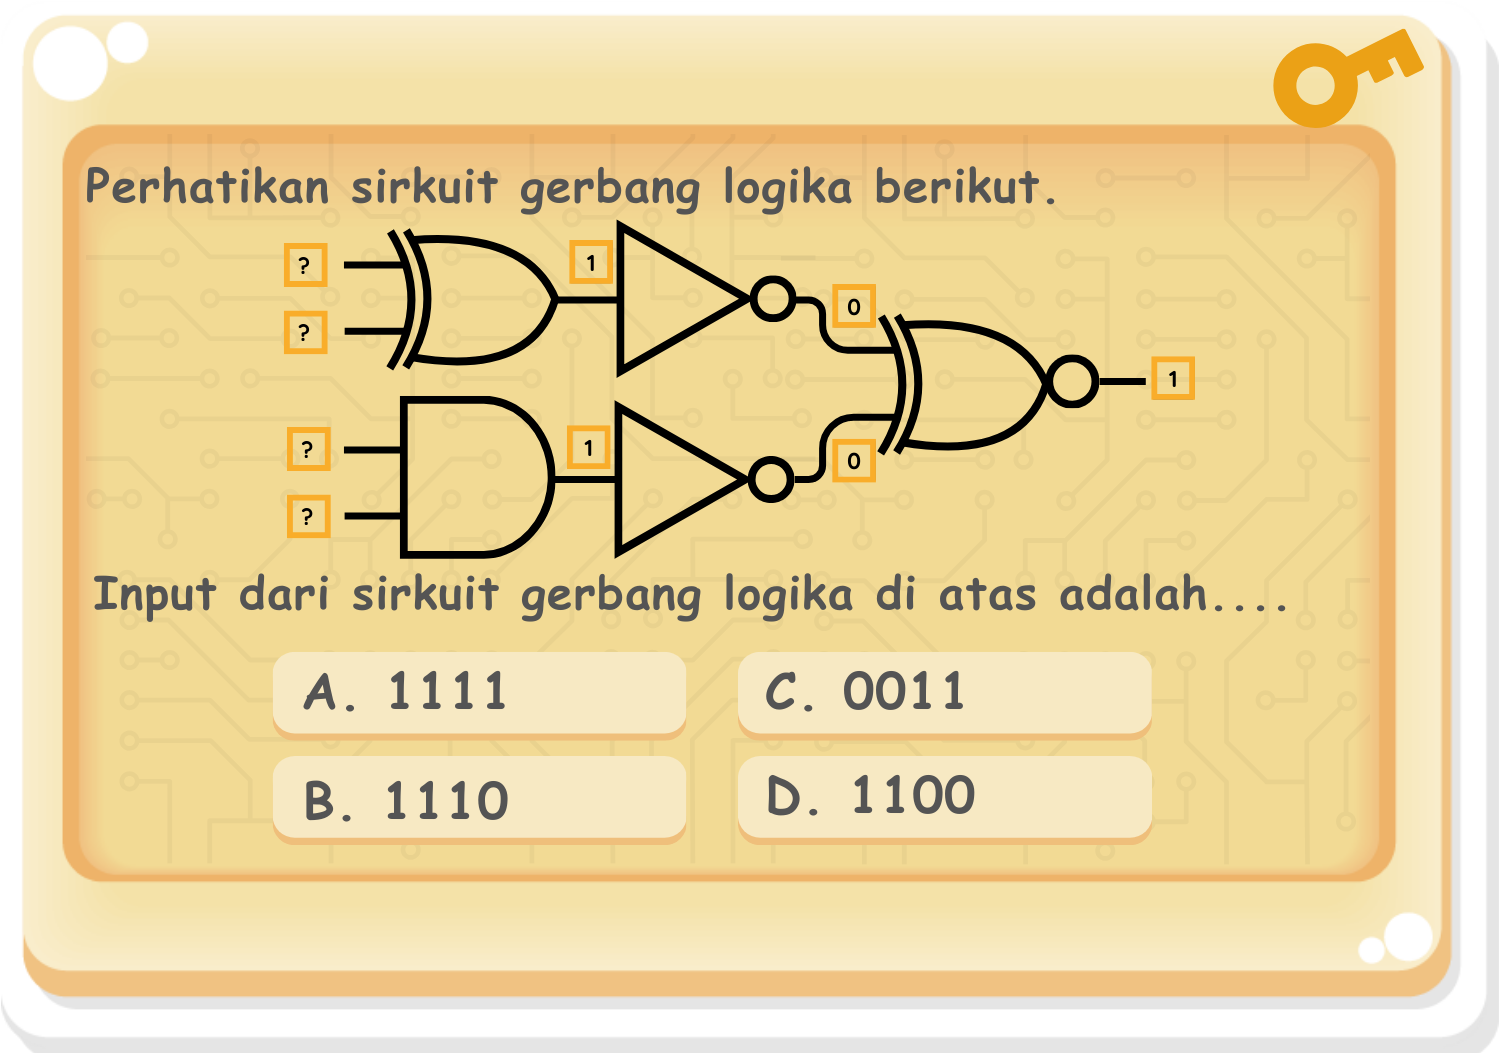 Perhatikan sirkuit gerbang logika berikut.
?
1
?
0
1
?
1
0
?
Input dari sirkuit gerbang logika di atas adalah....
A. 1111
C. 0011
B. 1110
D. 1100